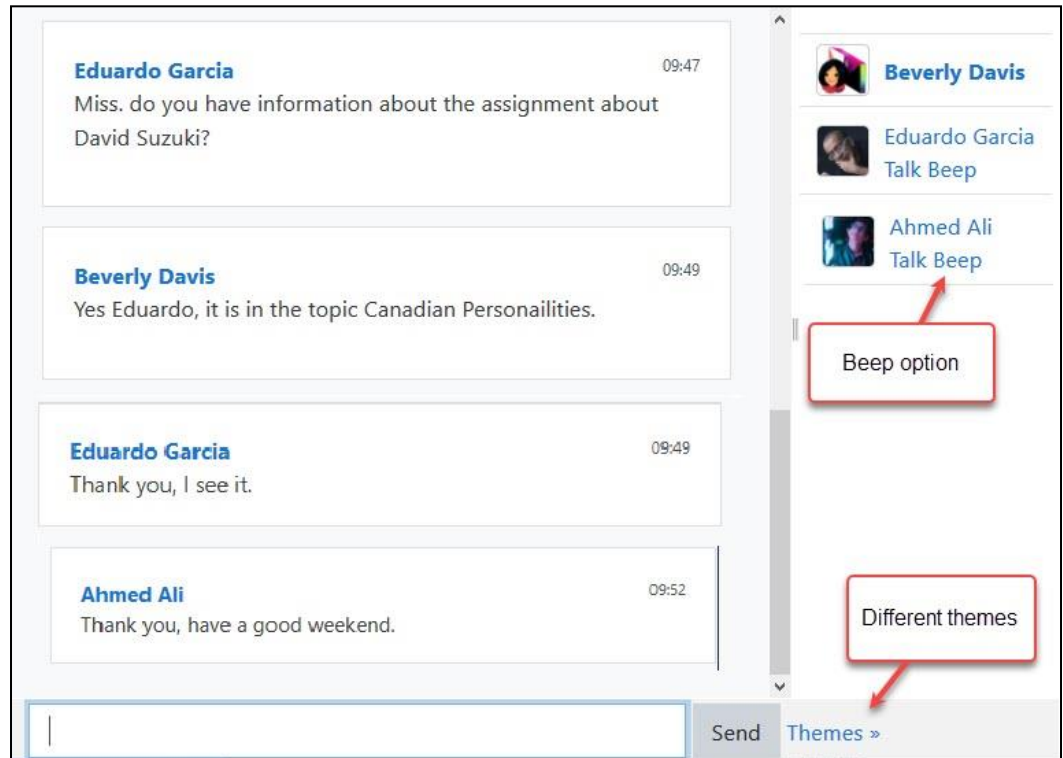 Eduardo Garcia 09:47
Miss. do you have information about the assignment about
David Suzuki?
Beverly Davis 09:49
Yes Eduardo, it is in the topic Canadian Personailities.
Eduardo Garcia 09:49
Thank you, I see it.
Ahmed Ali 09:52
Thank you, have a good weekend.
Send
Themes »
Beverly Davis
Eduardo Garcia
Talk Beep
Ahmed Ali
Talk Beep
Beep option
Different themes